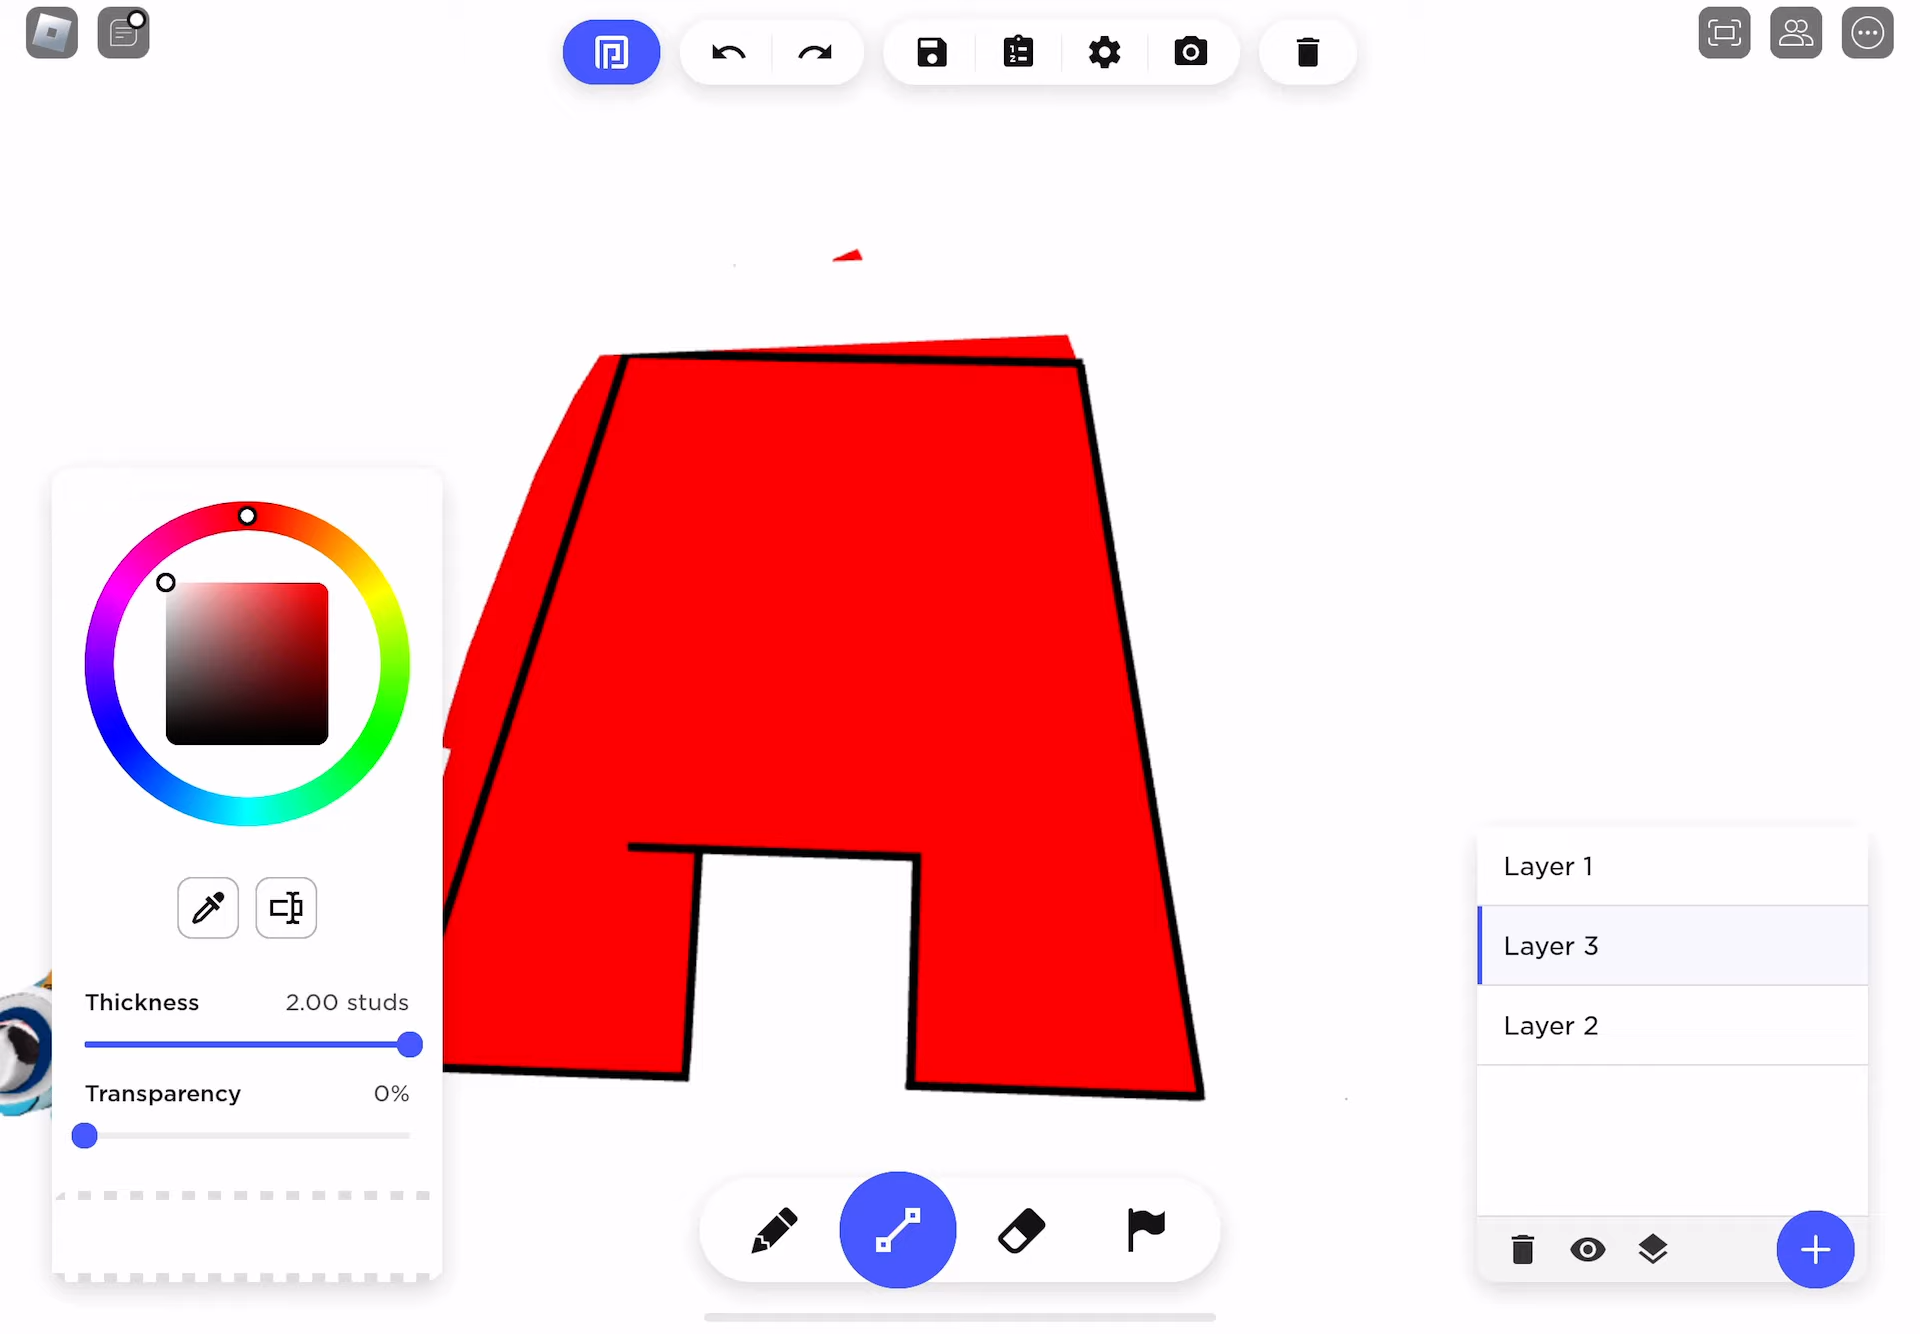 Thickness 2.00 studs
Transparency 0%
Layer 1
Layer 3
Layer 2